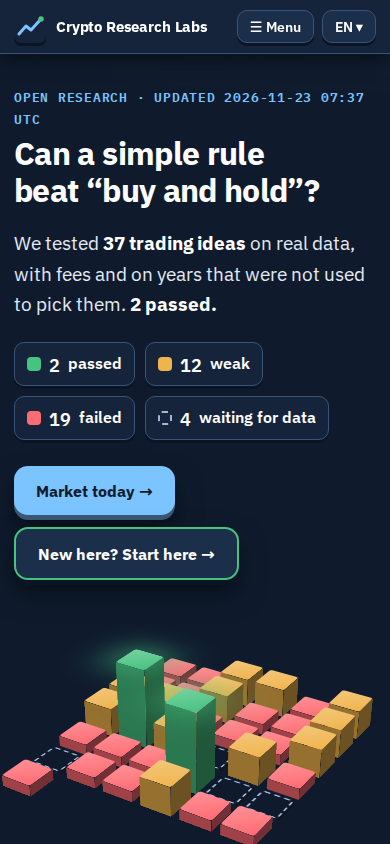 Crypto Research Labs
☰ Menu
EN ▾
OPEN RESEARCH · UPDATED 2026-11-23 07:37
UTC
Can a simple rule
beat “buy and hold”?
We tested 37 trading ideas on real data,
with fees and on years that were not used
to pick them. 2 passed.
2 passed
12 weak
19 failed
4 waiting for data
Market today →
New here? Start here →